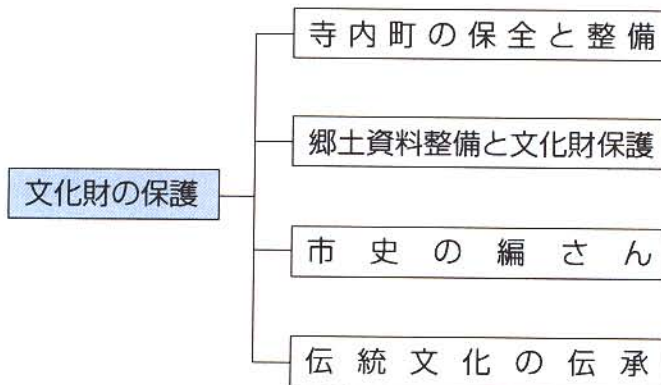 寺内町の保全と整備
郷土資料整備と文化財保護
文化財の保護
市史の編さん
伝統文化の伝承